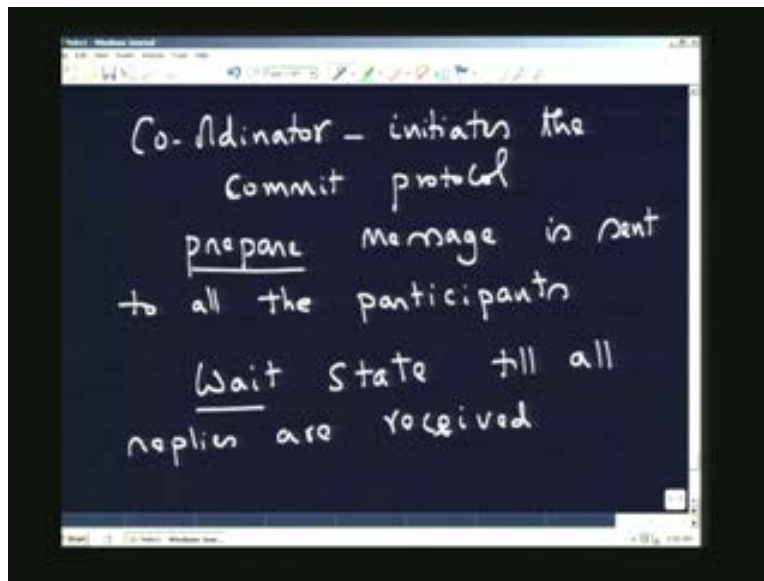 Co-ordinator - initiates the
commit protocol
prepare message is sent
to all the participants
Wait state till all
replies are received